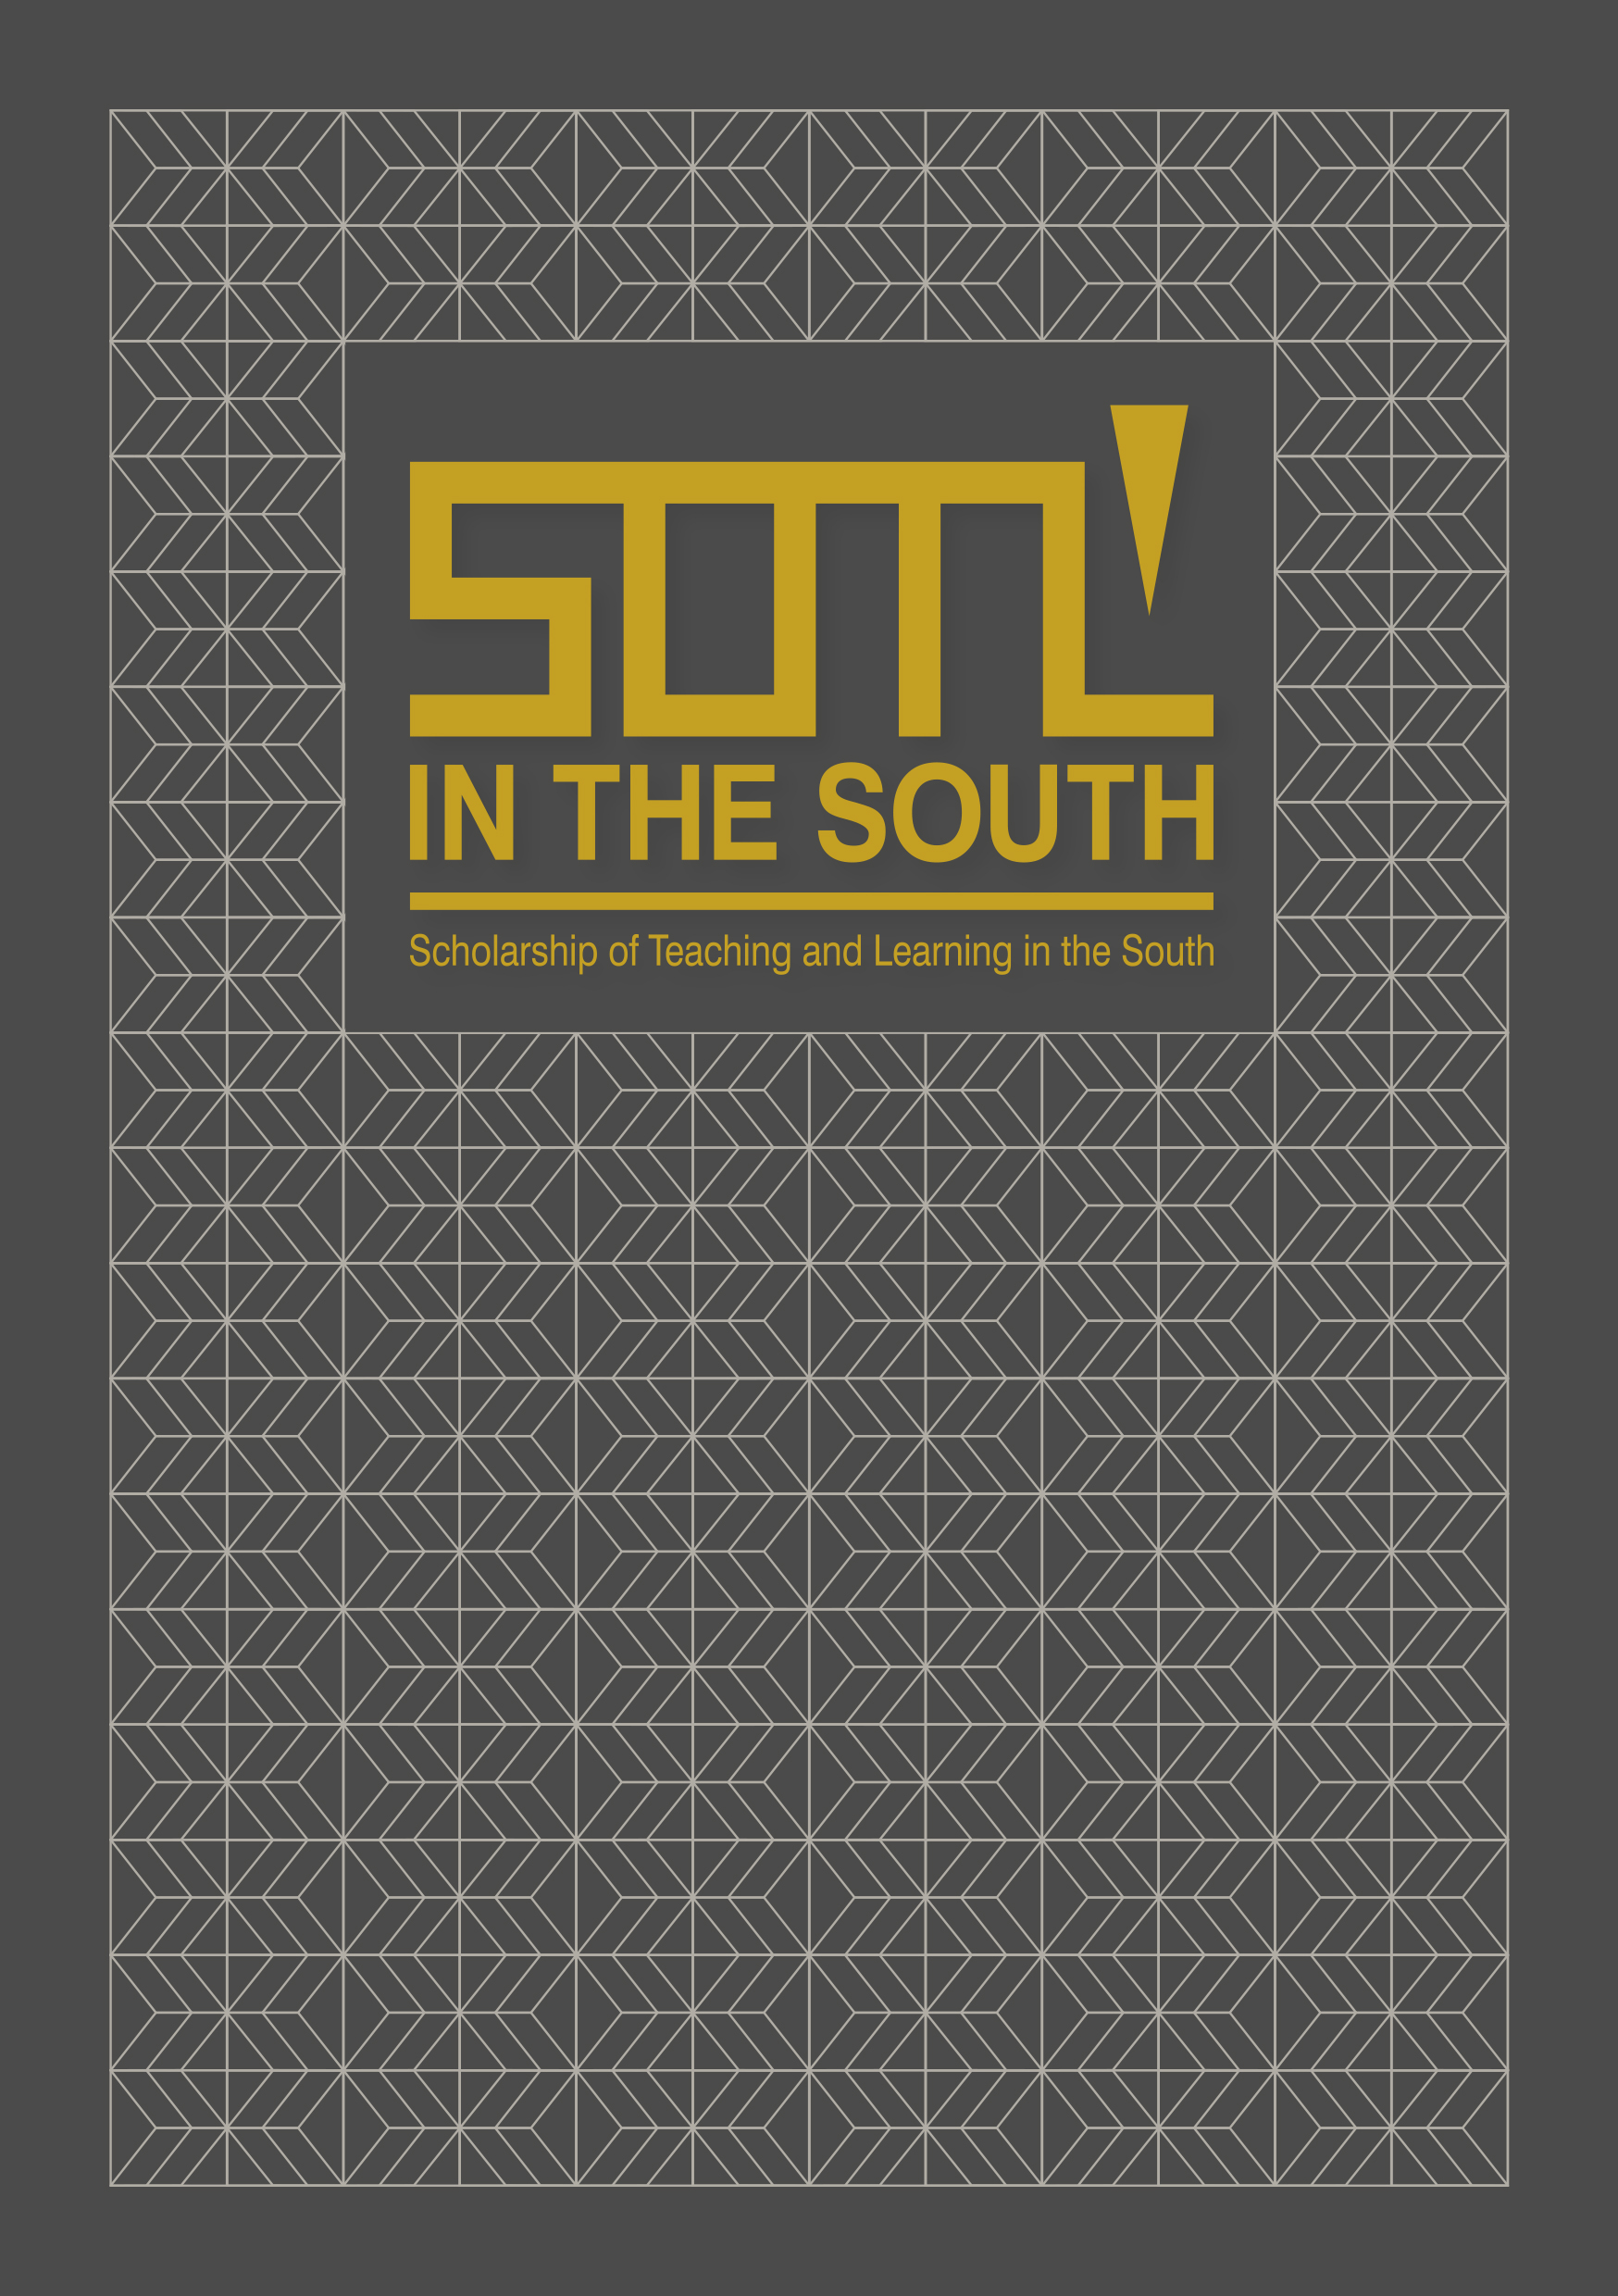 SOTL
IN THE SOUTH
Scholarship of Teaching and Learning in the South